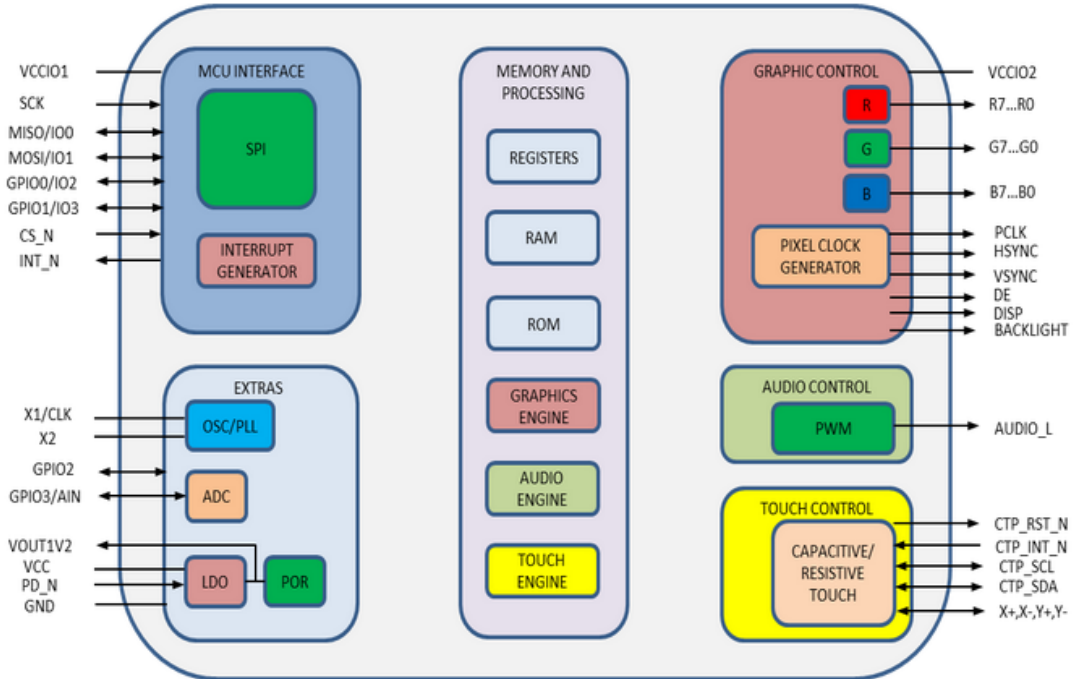 VCCIO1
SCK
MISO/IO0
MOSI/IO1
GPIO0/IO2
GPIO1/IO3
CS_N
INT_N
MCU INTERFACE
SPI
INTERRUPT
GENERATOR
X1/CLK
X2
GPIO2
GPIO3/AIN
VOUT1V2
VCC
PD_N
GND
EXTRAS
OSC/PLL
ADC
LDO
POR
MEMORY AND
PROCESSING
REGISTERS
RAM
ROM
GRAPHICS
ENGINE
AUDIO
ENGINE
TOUCH
ENGINE
GRAPHIC CONTROL
R
G
B
PIXEL CLOCK
GENERATOR
VCCIO2
R7...R0
G7...G0
B7...B0
PCLK
HSYNC
VSYNC
DE
DISP
BACKLIGHT
AUDIO CONTROL
PWM
AUDIO_L
TOUCH CONTROL
CAPACITIVE/
RESISTIVE
TOUCH
CTP_RST_N
CTP_INT_N
CTP_SCL
CTP_SDA
X+,X-,Y+,Y-